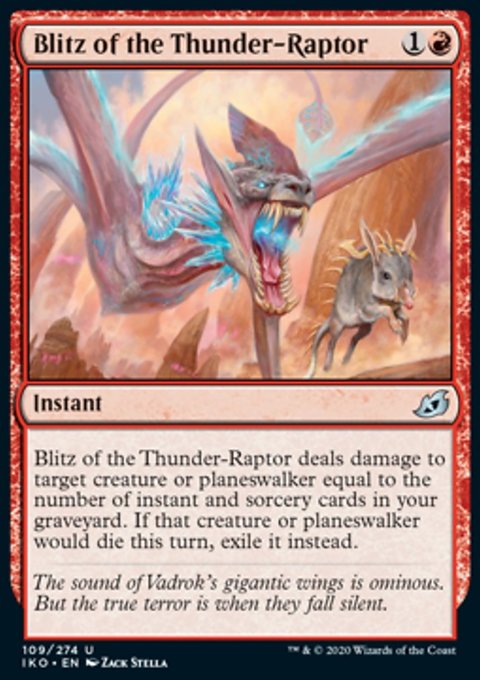 Blitz of the Thunder-Raptor 1
Instant
Blitz of the Thunder-Raptor deals damage to
target creature or planeswalker equal to the
number of instant and sorcery cards in your
graveyard. If that creature or planeswalker
would die this turn, exile it instead.
The sound of Vadrok's gigantic wings is ominous.
But the true terror is when they fall silent.
109/274 U
IKO • EN Zack Stella
™ & © 2020 Wizards of the Coast